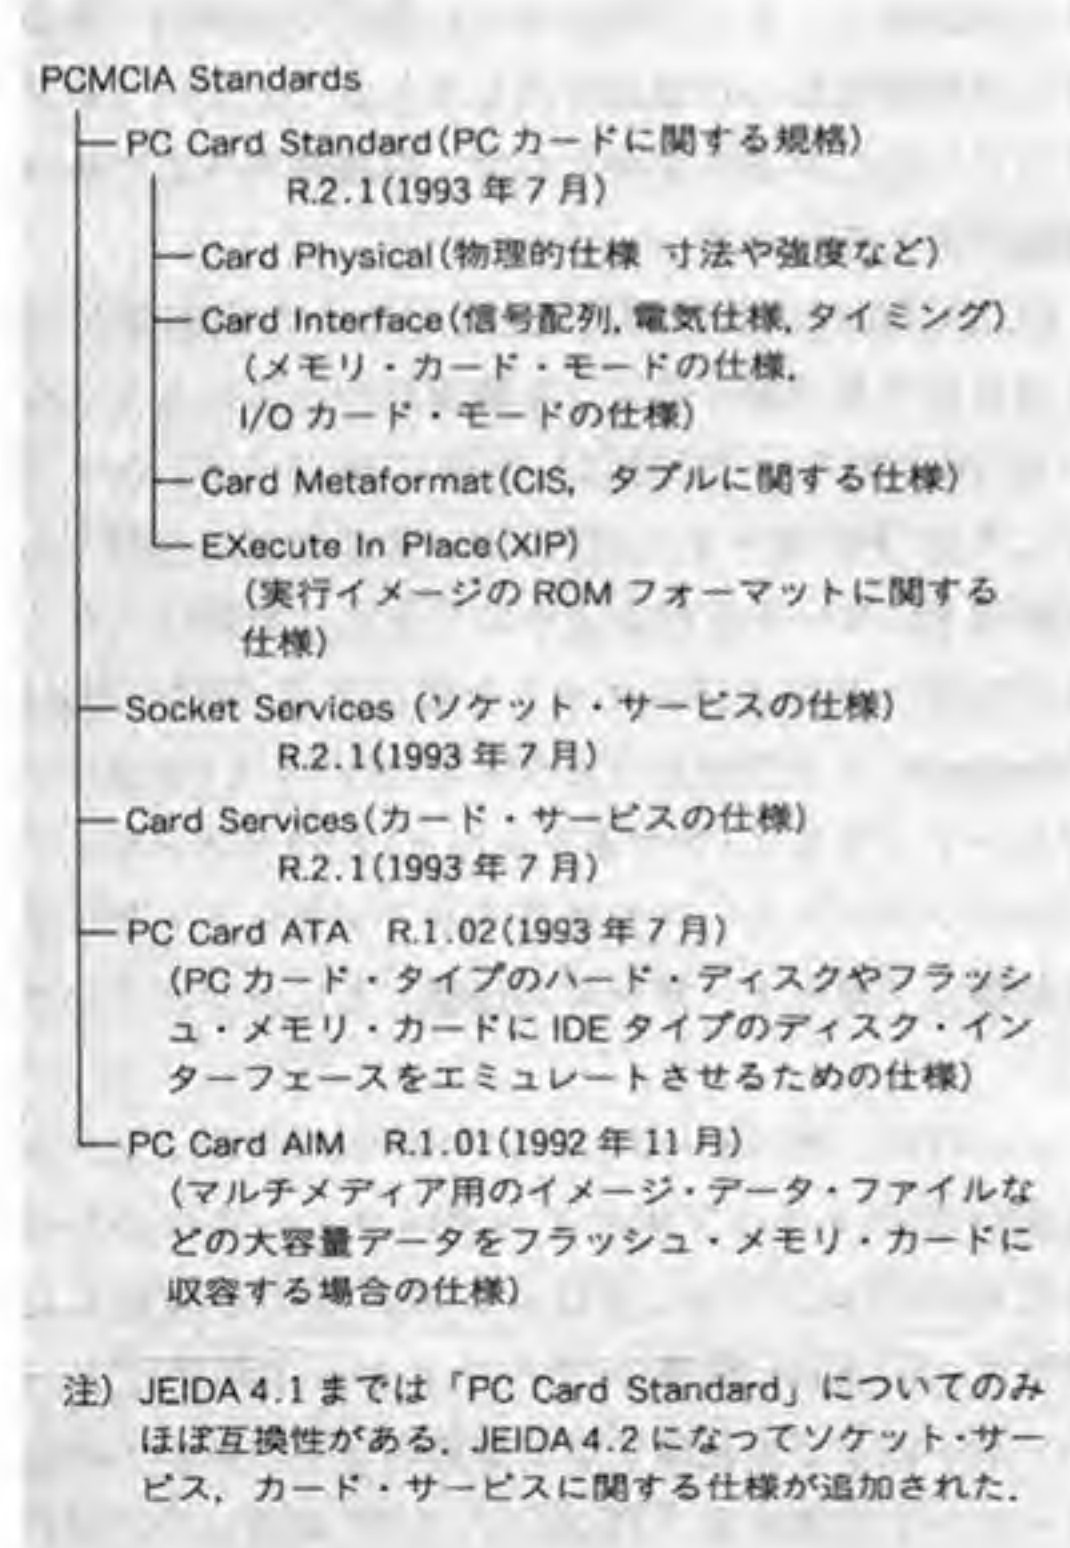 PCMCIA Standards
PC Card Standard(PC カードに関する規格)
R.2.1(1993 年 7 月)
Card Physical(物理的仕様 寸法や強度など)
Card Interface(信号配列, 電気仕様, タイミング)
(メモリ・カード・モードの仕様,
I/O カード・モードの仕様)
Card Metaformat(CIS, タプルに関する仕様)
EXecute In Place(XIP)
(実行イメージの ROM フォーマットに関する
仕様)
Socket Services (ソケット・サービスの仕様)
R.2.1(1993 年 7 月)
Card Services(カード・サービスの仕様)
R.2.1(1993 年 7 月)
PC Card ATA R.1.02(1993 年 7 月)
(PC カード・タイプのハード・ディスクやフラッシ
ュ・メモリ・カードに IDE タイプのディスク・イン
ターフェースをエミュレートさせるための仕様)
PC Card AIM R.1.01(1992 年 11 月)
(マルチメディア用のイメージ・データ・ファイルな
どの大容量データをフラッシュ・メモリ・カードに
収容する場合の仕様)
注) JEIDA 4.1 までは「PC Card Standard」についてのみ
ほぼ互換性がある. JEIDA 4.2 になってソケット・サー
ビス, カード・サービスに関する仕様が追加された.